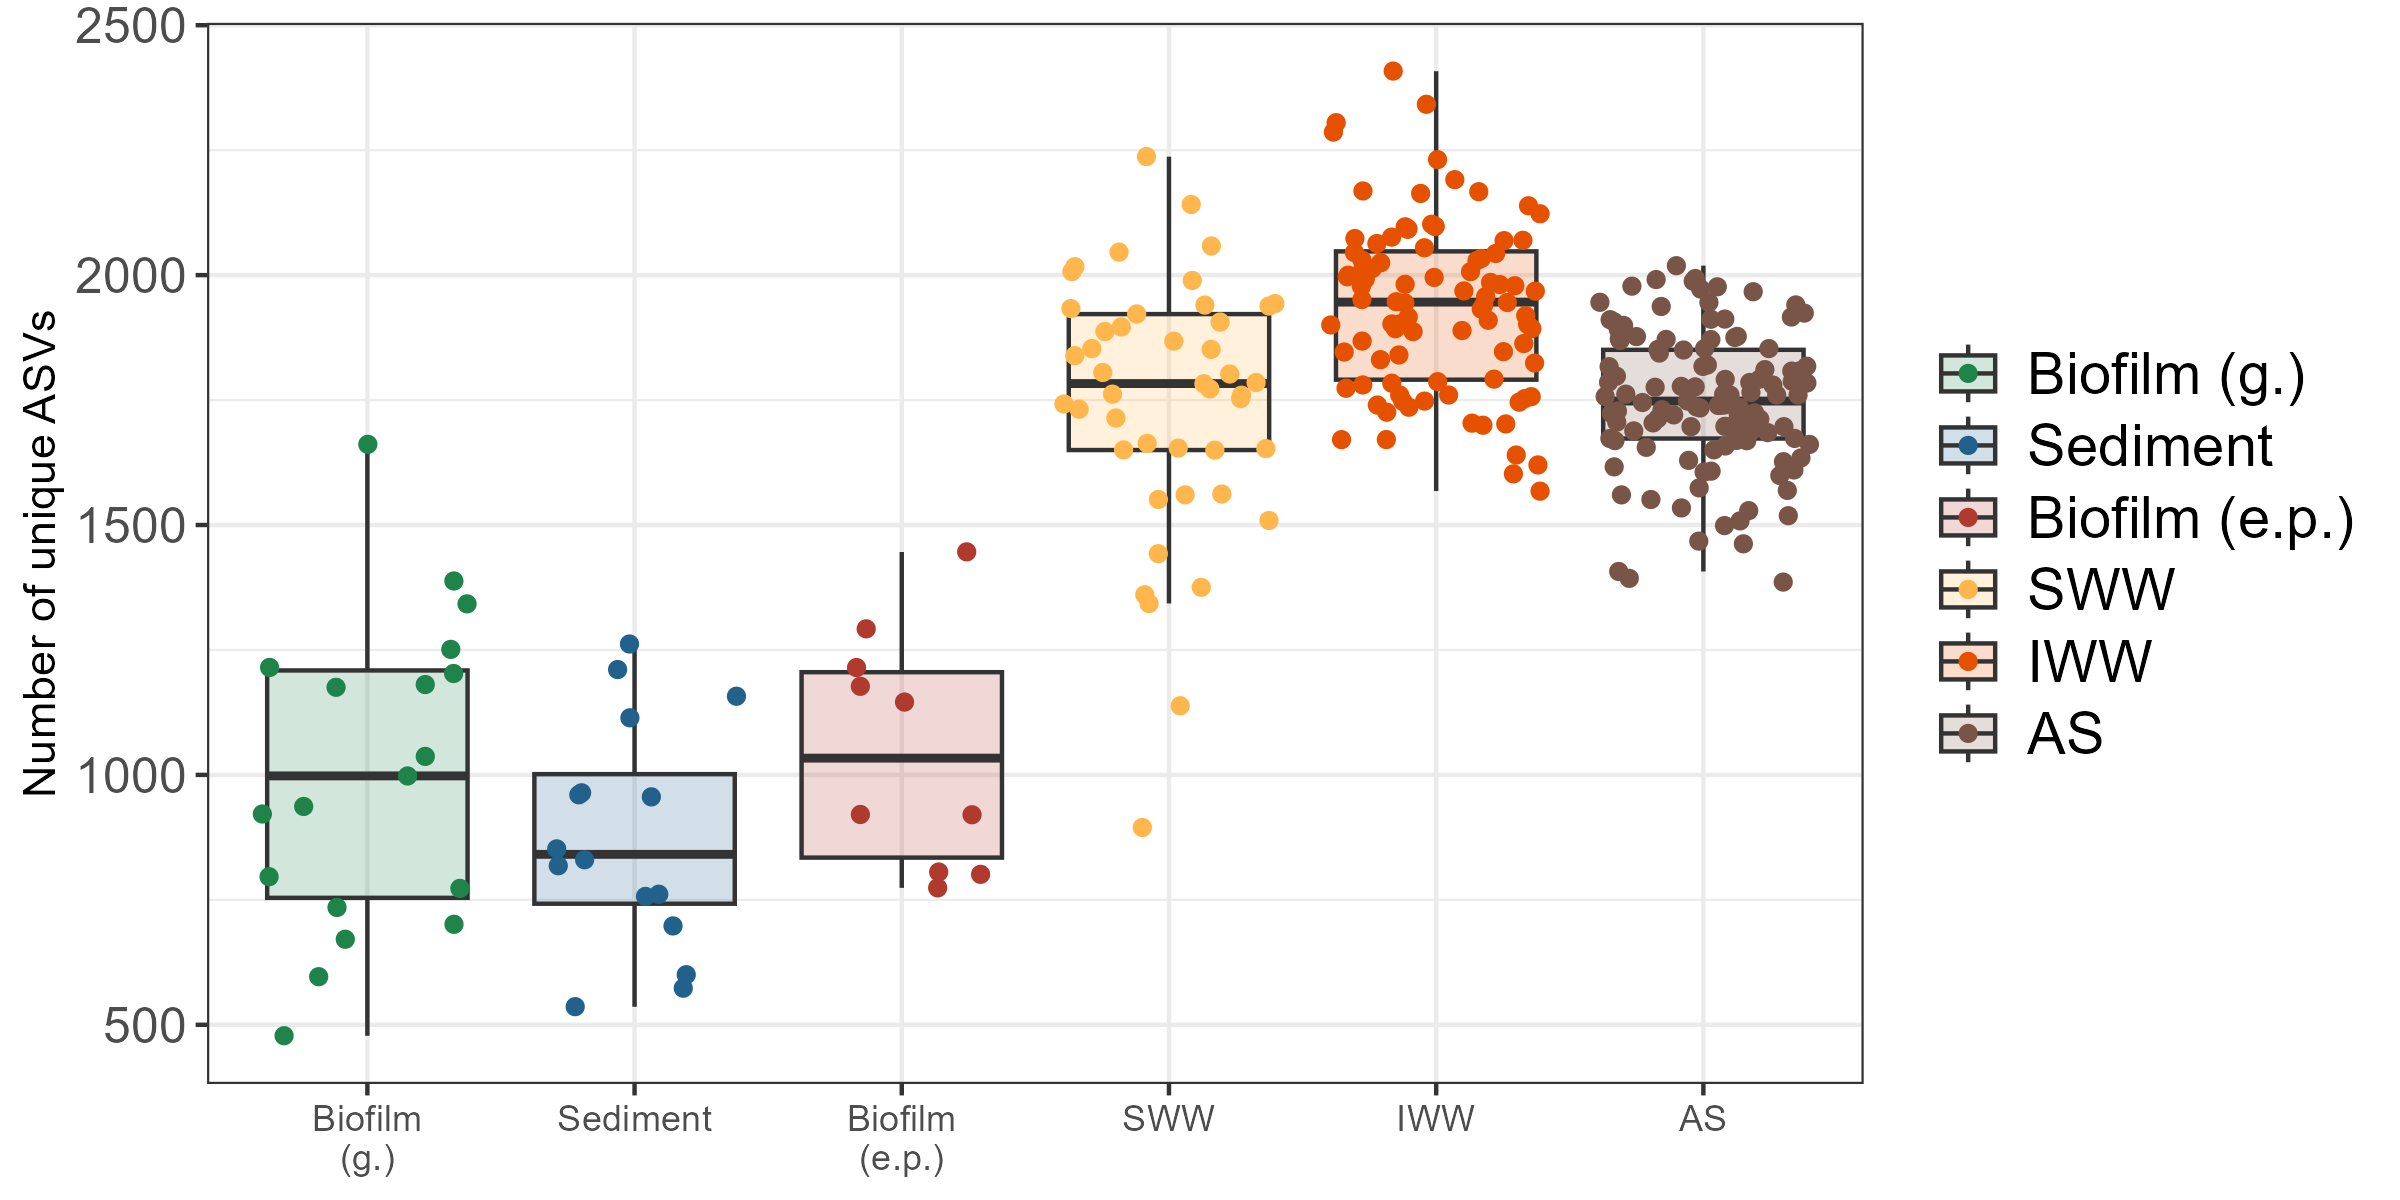 Number of unique ASVs
2500
2000
1500
1000
500
Biofilm
(g.)
Sediment
Biofilm
(e.p.)
SWW
IWW
AS
Biofilm (g.)
Sediment
Biofilm (e.p.)
SWW
IWW
AS